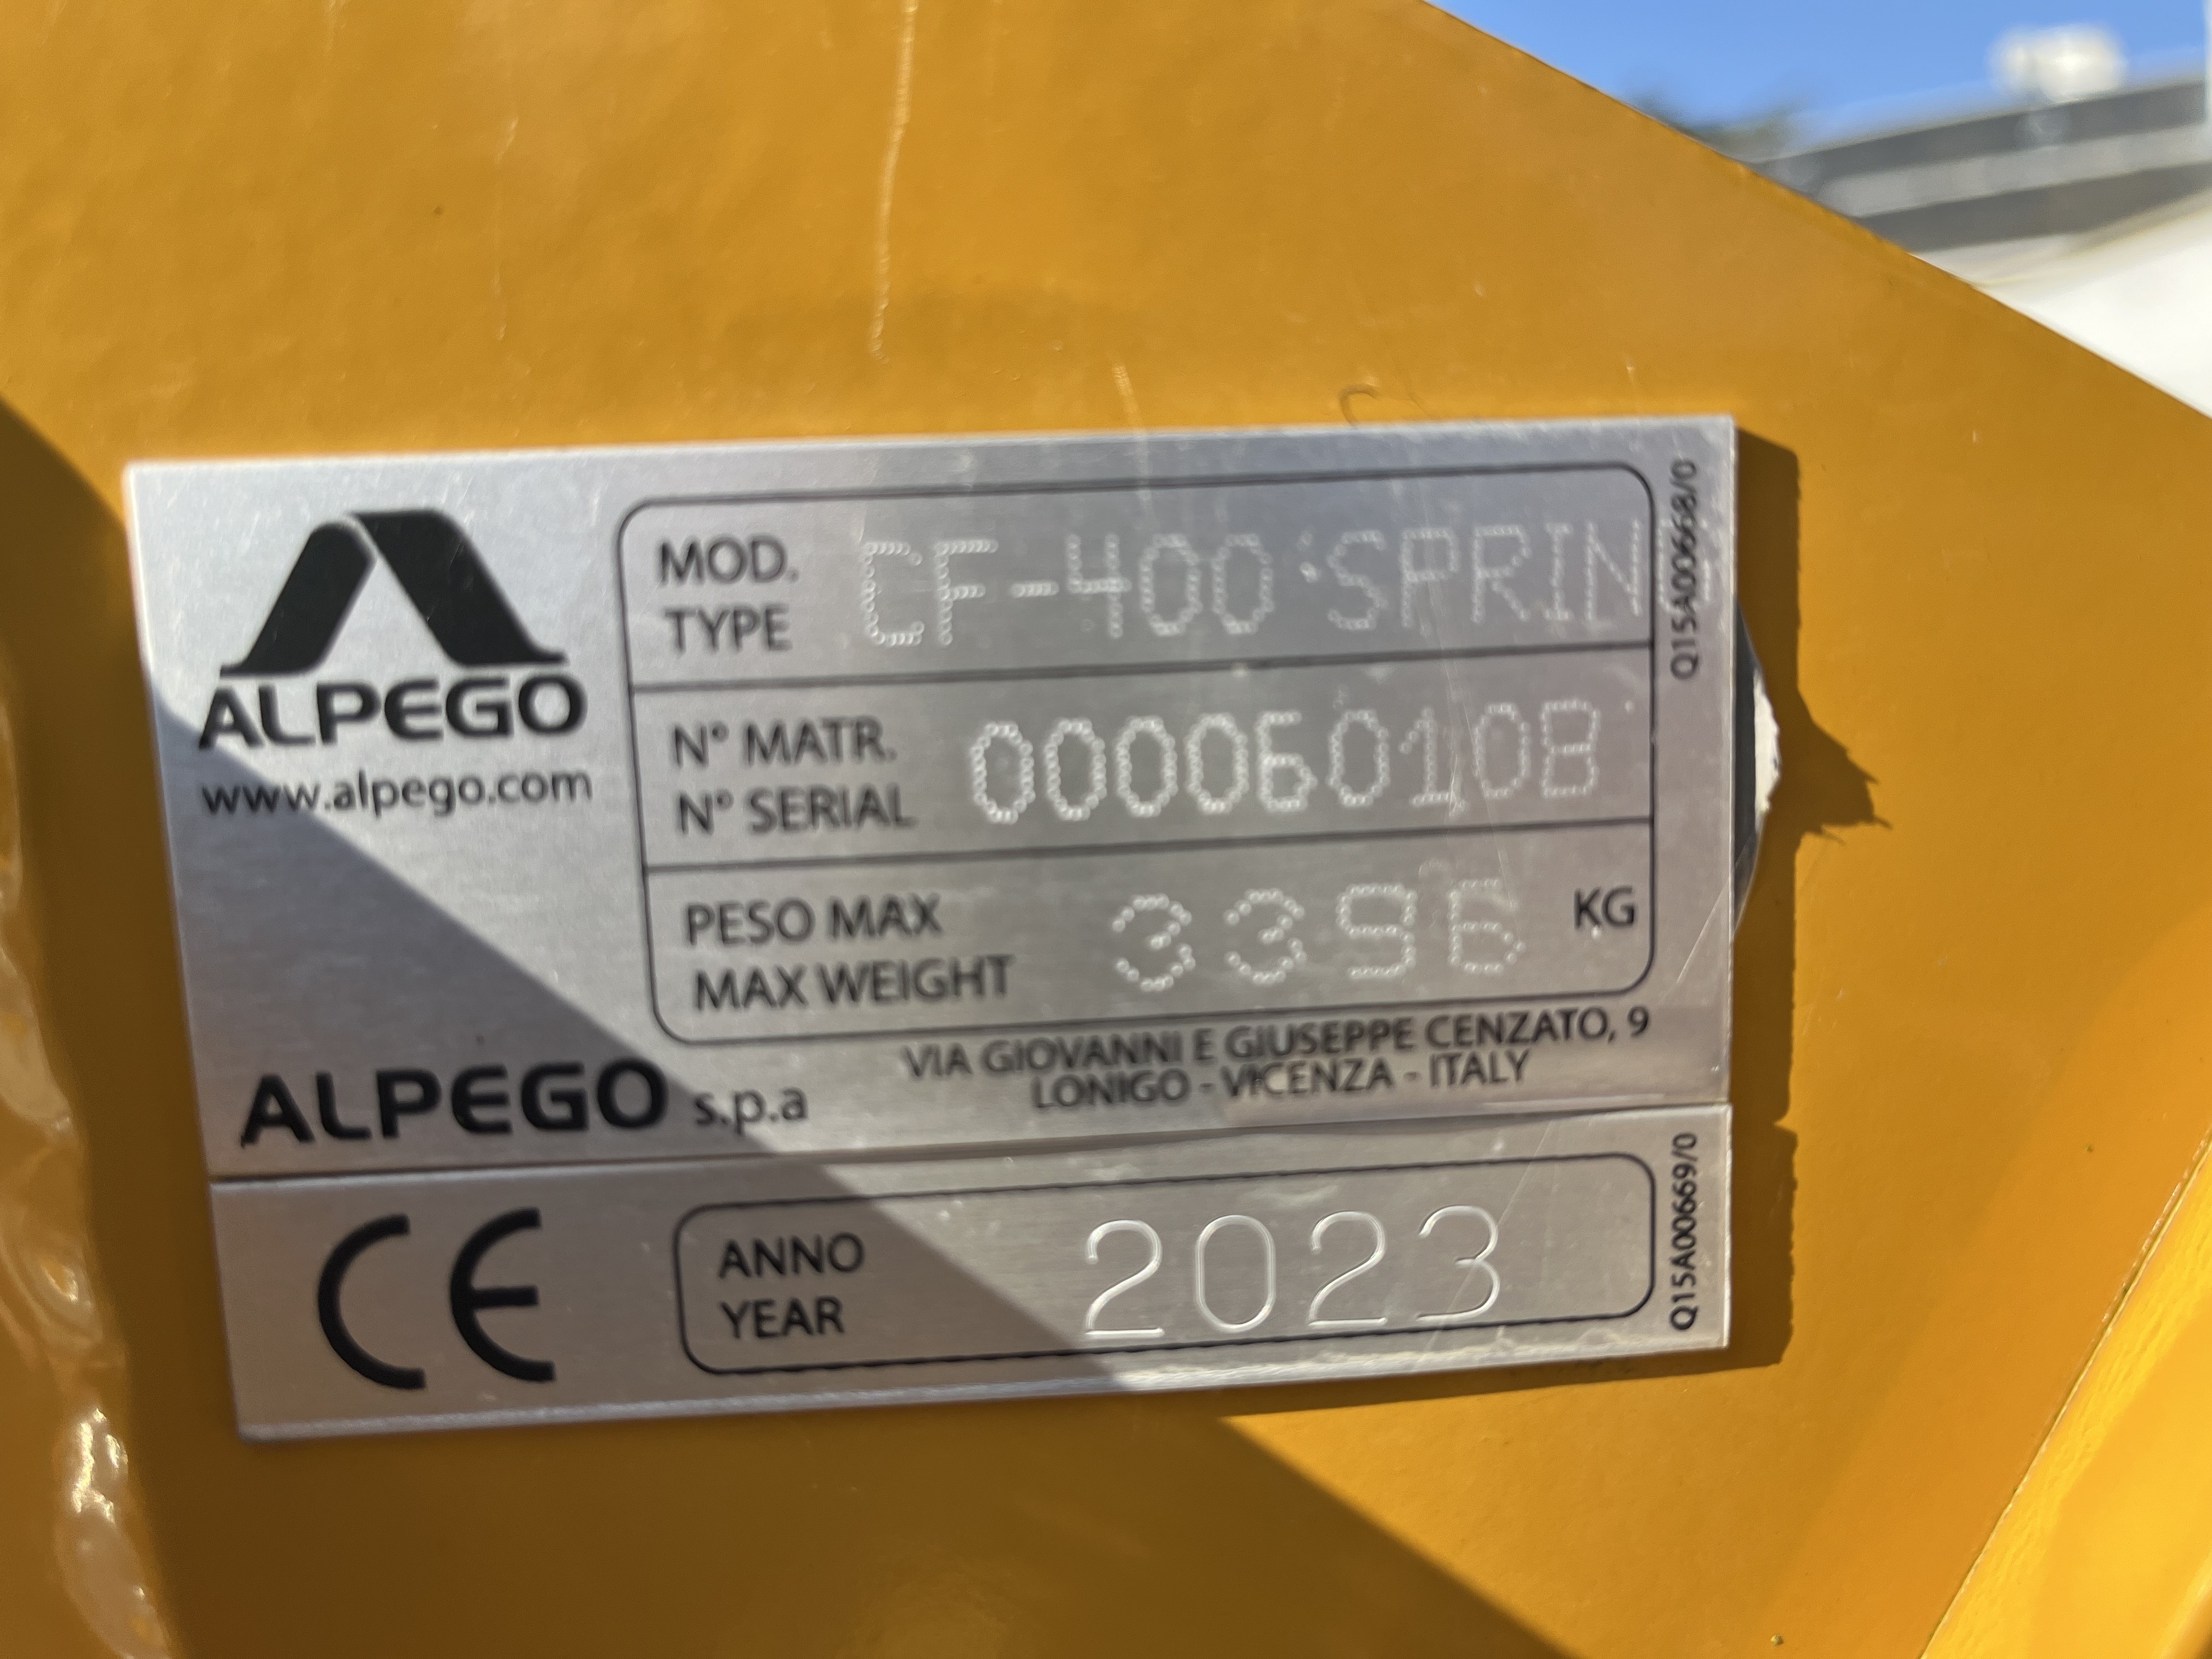 ALPEGO
www.alpego.com
MOD. TYPE CF-400 SPRIN
N° MATR. N° SERIAL 000060108
PESO MAX MAX WEIGHT 3396 KG
ALPEGO s.p.a
VIA GIOVANNI E GIUSEPPE CENZATO, 9
LONIGO - VICENZA - ITALY
Q15A00668/0
CE
ANNO YEAR 2023
Q15A00669/0